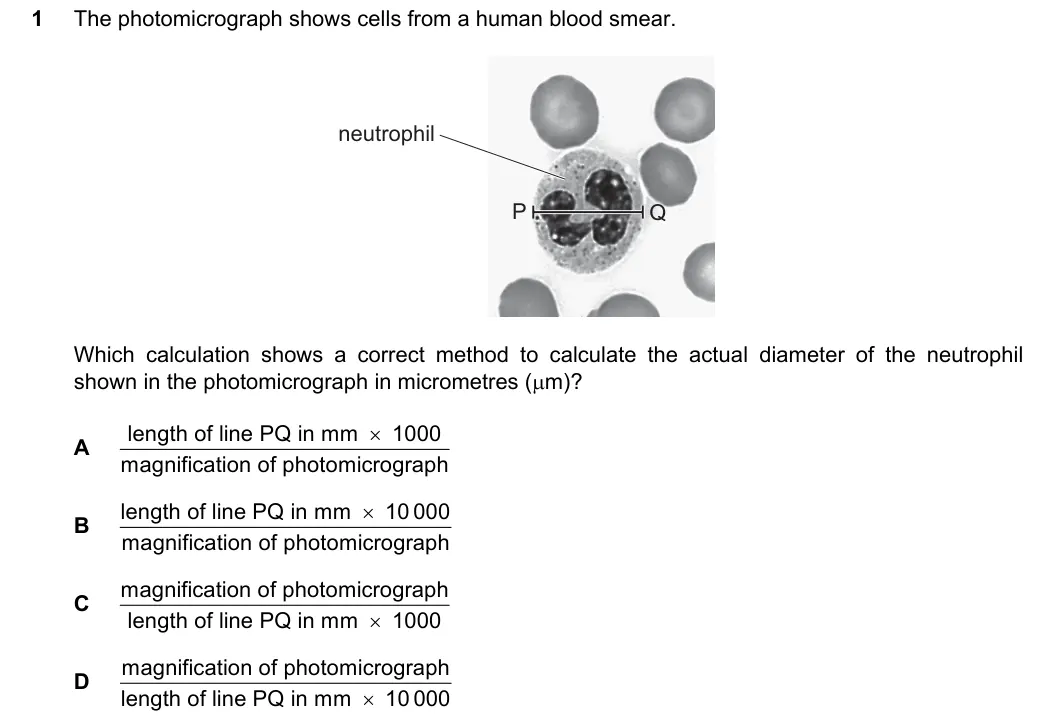 1 The photomicrograph shows cells from a human blood smear.
neutrophil
P Q
Which calculation shows a correct method to calculate the actual diameter of the neutrophil
shown in the photomicrograph in micrometres (μm)?
A length of line PQ in mm × 1000
magnification of photomicrograph
B length of line PQ in mm × 10 000
magnification of photomicrograph
C magnification of photomicrograph
length of line PQ in mm × 1000
D magnification of photomicrograph
length of line PQ in mm × 10 000